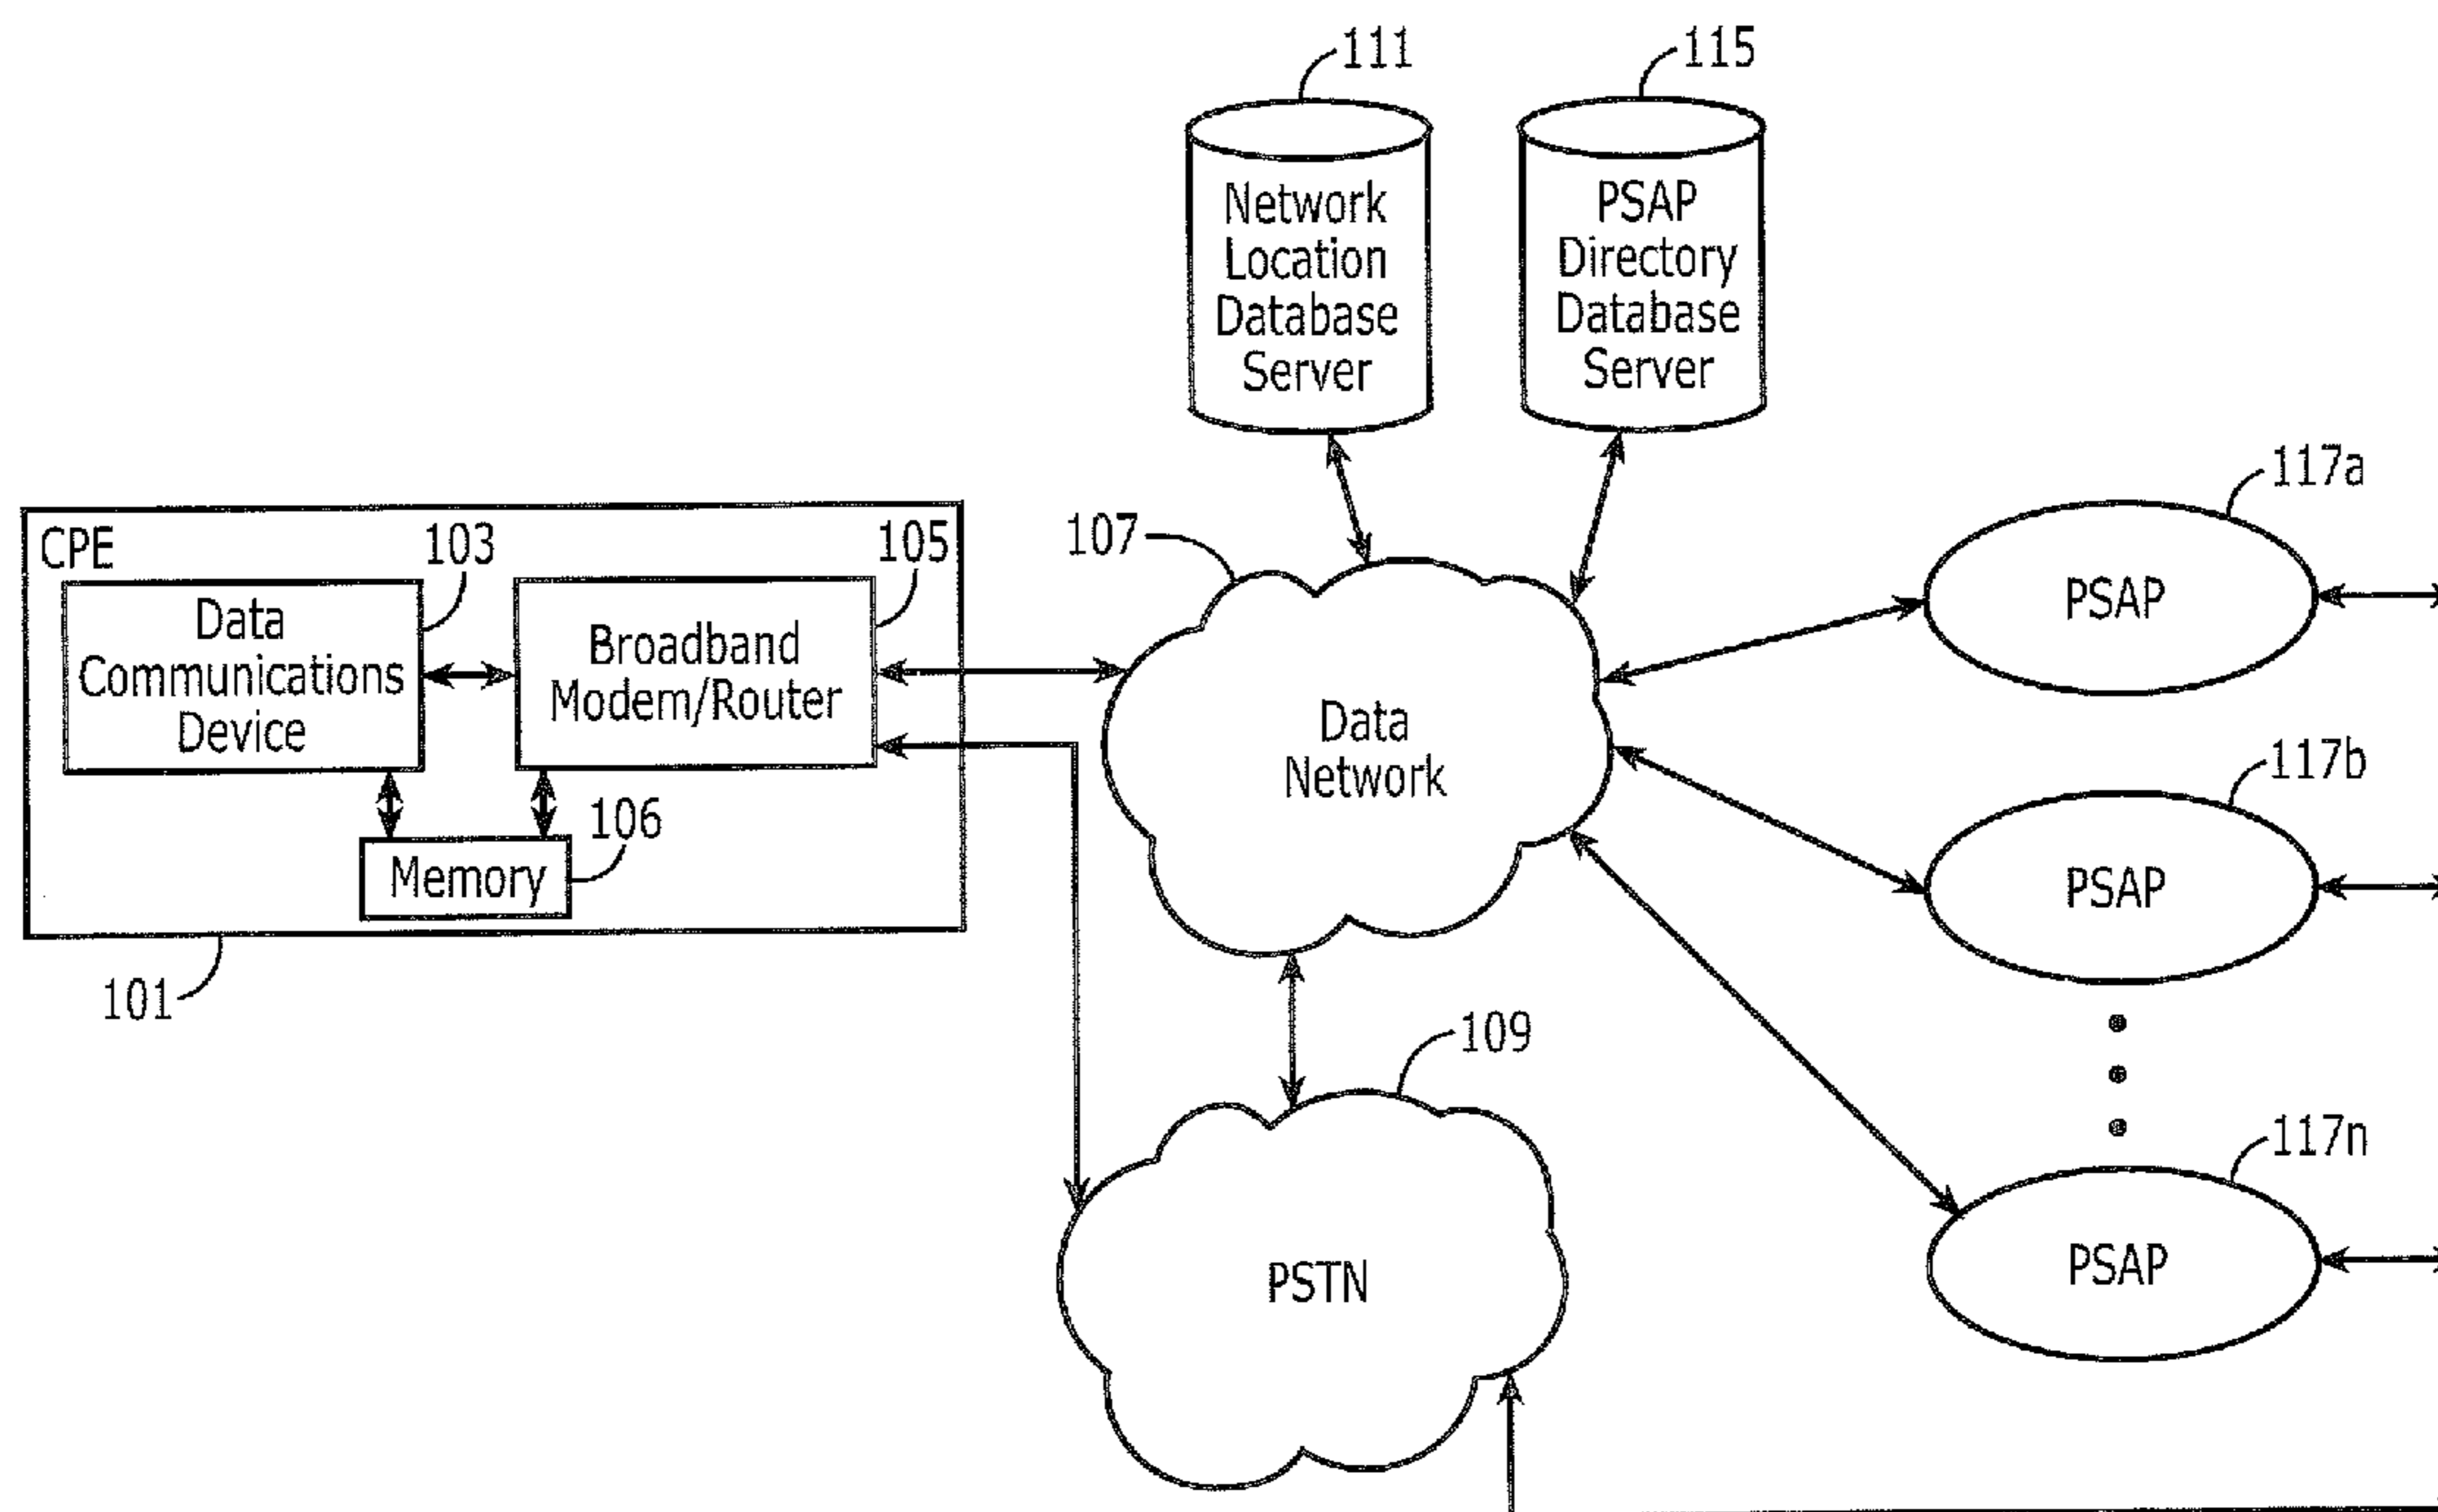 111
115
Network
Location
Database
Server
PSAP
Directory
Database
Server
117a
PSAP
CPE
103
105
107
Data
Communications
Device
Broadband
Modem/Router
106
Memory
101
Data
Network
117b
PSAP
109
PSTN
117n
PSAP